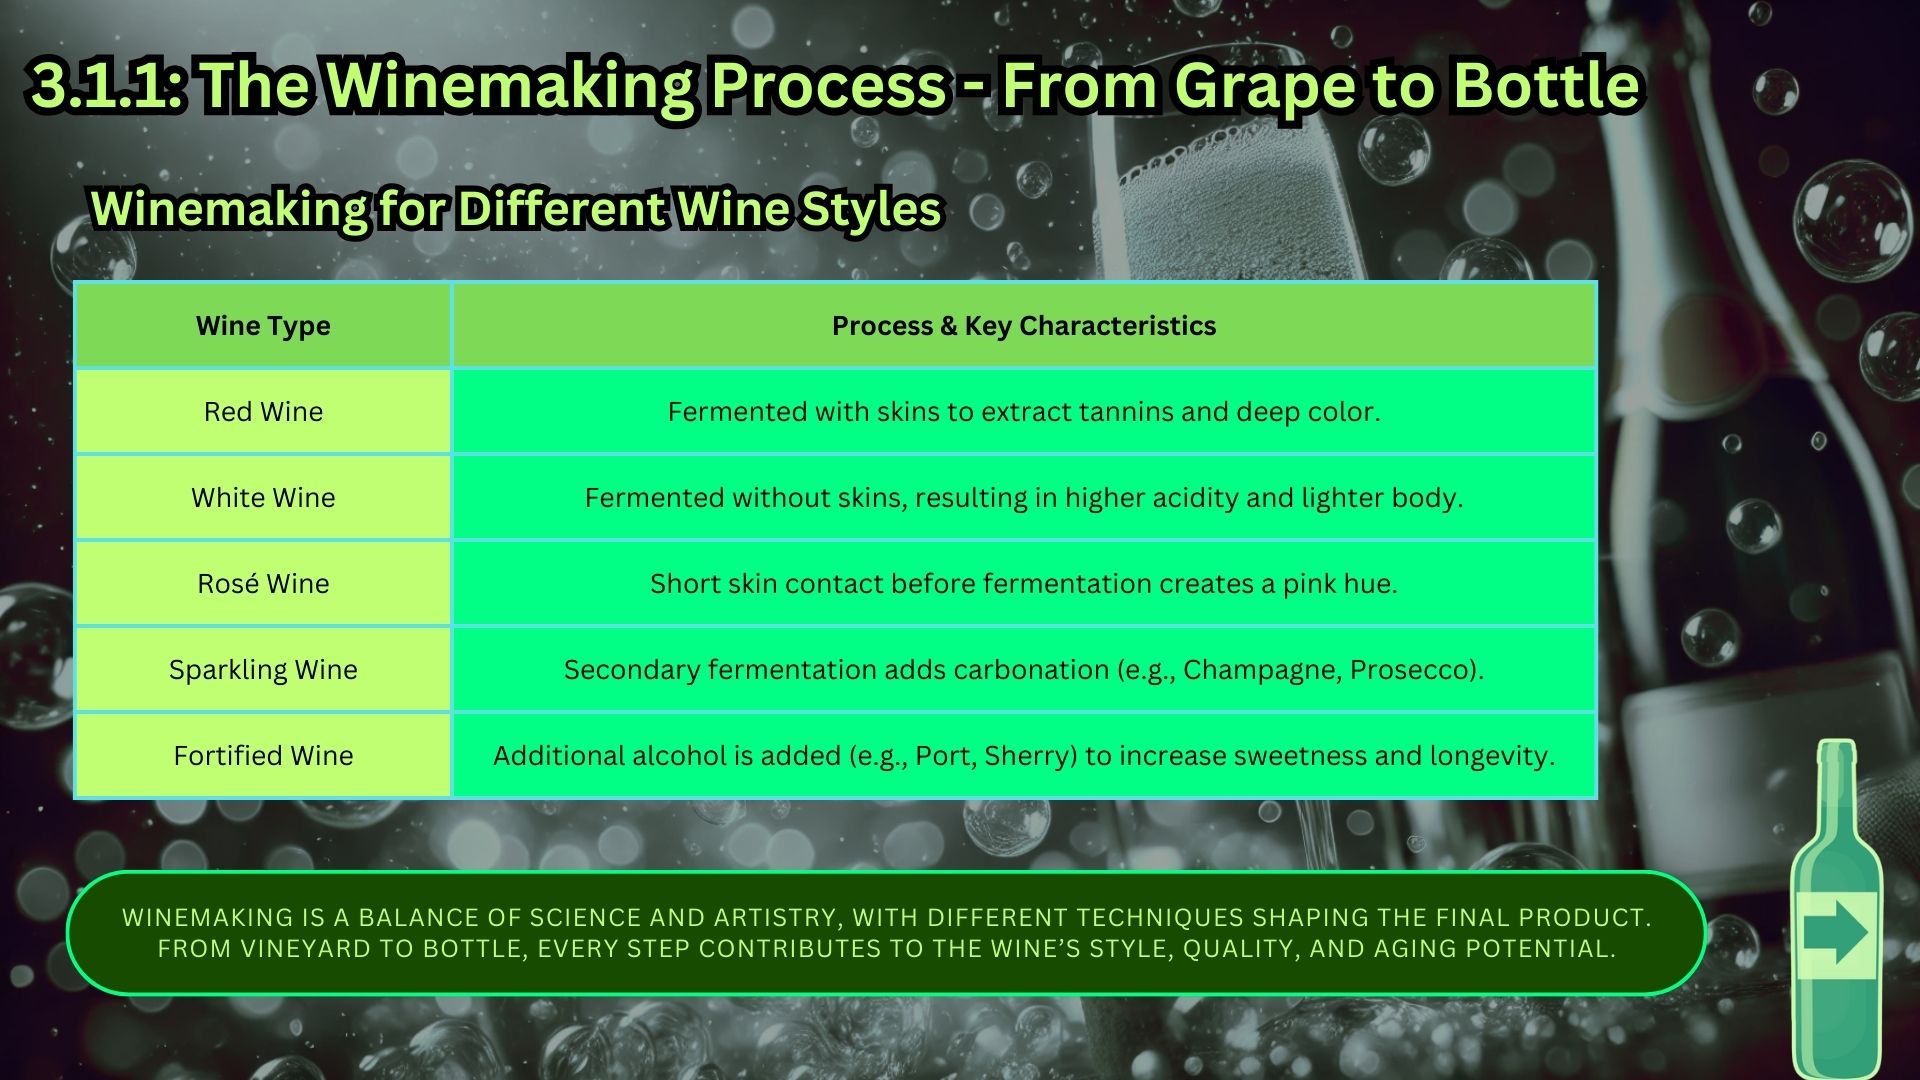 3.1.1: The Winemaking Process - From Grape to Bottle
Winemaking for Different Wine Styles
Wine Type
Process & Key Characteristics
Red Wine
Fermented with skins to extract tannins and deep color.
White Wine
Fermented without skins, resulting in higher acidity and lighter body.
Rosé Wine
Short skin contact before fermentation creates a pink hue.
Sparkling Wine
Secondary fermentation adds carbonation (e.g., Champagne, Prosecco).
Fortified Wine
Additional alcohol is added (e.g., Port, Sherry) to increase sweetness and longevity.
WINEMAKING IS A BALANCE OF SCIENCE AND ARTISTRY, WITH DIFFERENT TECHNIQUES SHAPING THE FINAL PRODUCT.
FROM VINEYARD TO BOTTLE, EVERY STEP CONTRIBUTES TO THE WINE’S STYLE, QUALITY, AND AGING POTENTIAL.